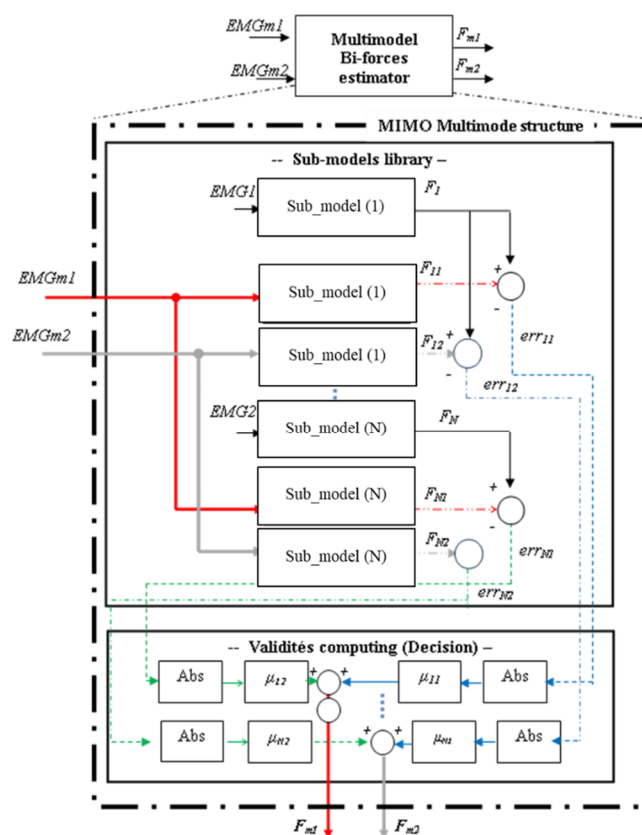 EMGm1
EMGm2
Multimodel
Bi-forces
estimator
Fm1
Fm2
MIMO Multimode structure
-- Sub-models library –
EMG1
Sub_model (1)
F1
EMGm1
Sub_model (1)
F11
+
-
EMGm2
Sub_model (1)
F12
+
-
err11
err12
EMG2
Sub_model (N)
FN
Sub_model (N)
FN1
+
-
Sub_model (N)
FN2
errN1
errN2
-- Validités computing (Decision) –
Abs
μ12
+
+
μ11
Abs
Abs
μN2
+
+
μN1
Abs
Fm1
Fm2